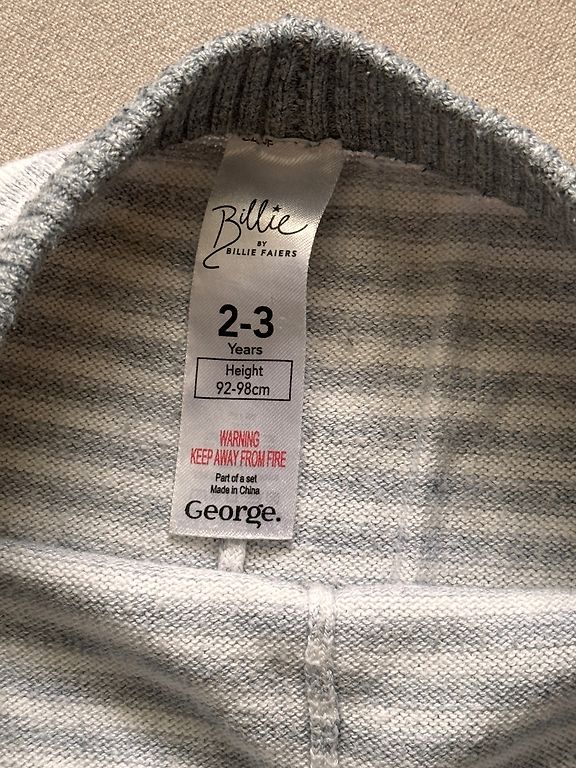 Billie
BY
BILLIE FAIERS
2-3
Years
Height
92-98cm
WARNING
KEEP AWAY FROM FIRE
Part of a set
Made in China
George.